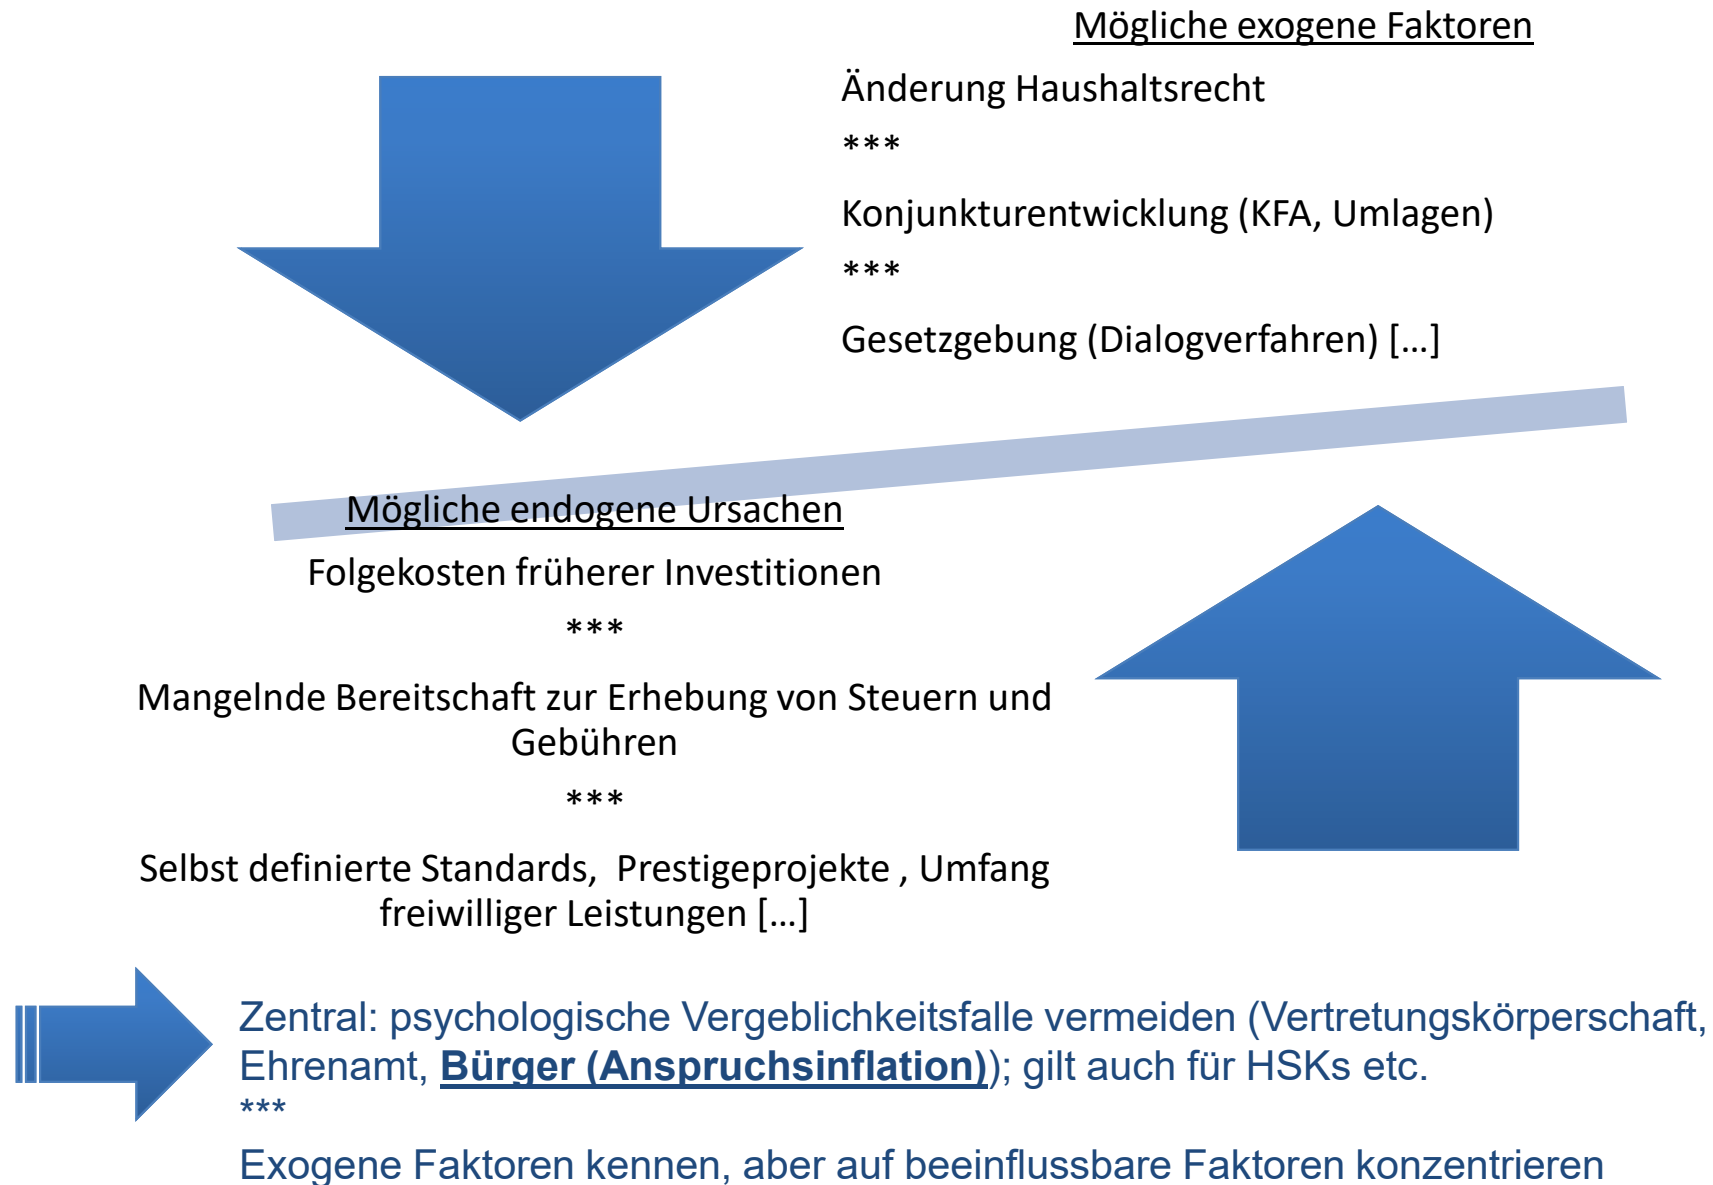 Mögliche exogene Faktoren
Änderung Haushaltsrecht
***
Konjunkturentwicklung (KFA, Umlagen)
***
Gesetzgebung (Dialogverfahren) […]
Mögliche endogene Ursachen
Folgekosten früherer Investitionen
***
Mangelnde Bereitschaft zur Erhebung von Steuern und
Gebühren
***
Selbst definierte Standards,  Prestigeprojekte , Umfang
freiwilliger Leistungen […]
Zentral: psychologische Vergeblichkeitsfalle vermeiden (Vertretungskörperschaft,
Ehrenamt, Bürger (Anspruchsinflation)); gilt auch für HSKs etc.
***
Exogene Faktoren kennen, aber auf beeinflussbare Faktoren konzentrieren